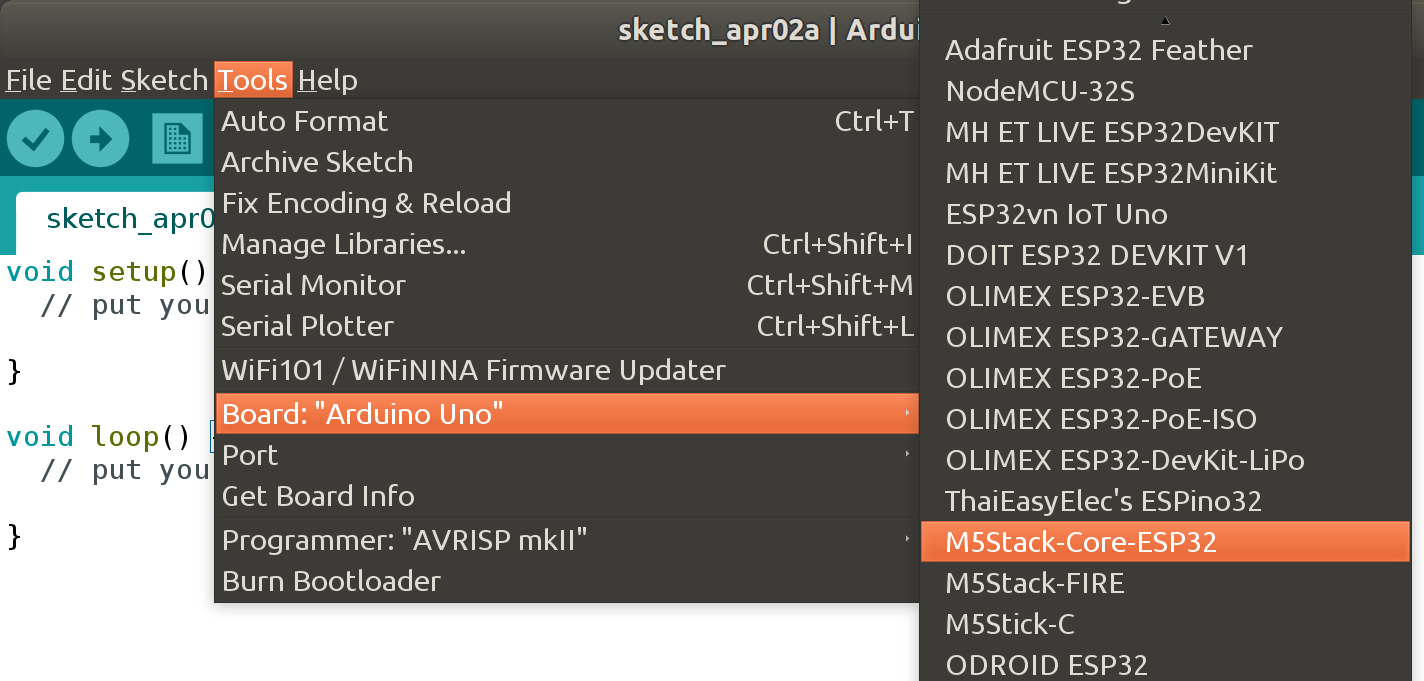 sketch_apr02a | Ardui
File Edit Sketch Tools Help
Auto Format Ctrl+T
Archive Sketch
Fix Encoding & Reload
Manage Libraries... Ctrl+Shift+I
Serial Monitor Ctrl+Shift+M
Serial Plotter Ctrl+Shift+L
WiFi101 / WiFiNINA Firmware Updater
Board: "Arduino Uno"
Port
Get Board Info
Programmer: "AVRISP mkII"
Burn Bootloader
Adafruit ESP32 Feather
NodeMCU-32S
MH ET LIVE ESP32DevKIT
MH ET LIVE ESP32MiniKit
ESP32vn IoT Uno
DOIT ESP32 DEVKIT V1
OLIMEX ESP32-EVB
OLIMEX ESP32-GATEWAY
OLIMEX ESP32-PoE
OLIMEX ESP32-PoE-ISO
OLIMEX ESP32-DevKit-LiPo
ThaiEasyElec's ESPino32
M5Stack-Core-ESP32
M5Stack-FIRE
M5Stick-C
ODROID ESP32
sketch_apr0
void setup()
// put you
}
void loop() {
// put you
}